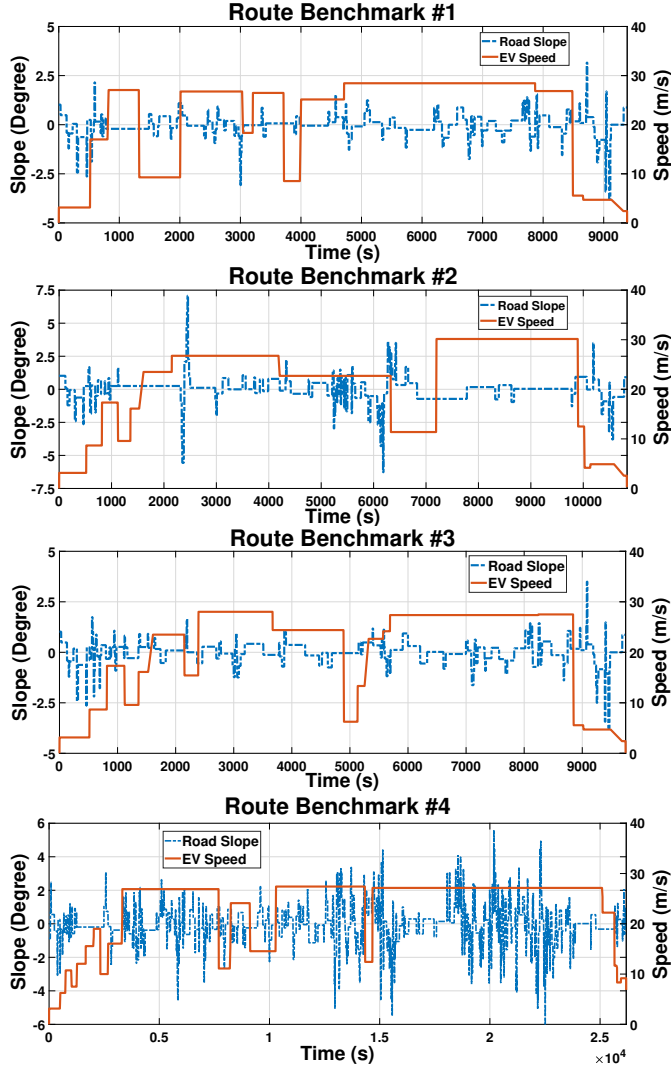 Route Benchmark #1
5 40
Road Slope
EV Speed
2.5 30
0 20
-2.5 10
-5 0
Slope (Degree)
Speed (m/s)
0 1000 2000 3000 4000 5000 6000 7000 8000 9000
Time (s)
Route Benchmark #2
7.5 40
Road Slope
EV Speed
5
30
2.5
0 20
-2.5
10
-5
-7.5 0
Slope (Degree)
Speed (m/s)
0 1000 2000 3000 4000 5000 6000 7000 8000 9000 10000
Time (s)
Route Benchmark #3
5 40
Road Slope
EV Speed
2.5 30
0 20
-2.5 10
-5 0
Slope (Degree)
Speed (m/s)
0 1000 2000 3000 4000 5000 6000 7000 8000 9000
Time (s)
Route Benchmark #4
6 40
Road Slope
EV Speed
4
30
2
0 20
-2
10
-4
-6 0
Slope (Degree)
Speed (m/s)
0 0.5 1 1.5 2 2.5
Time (s)
×10⁴